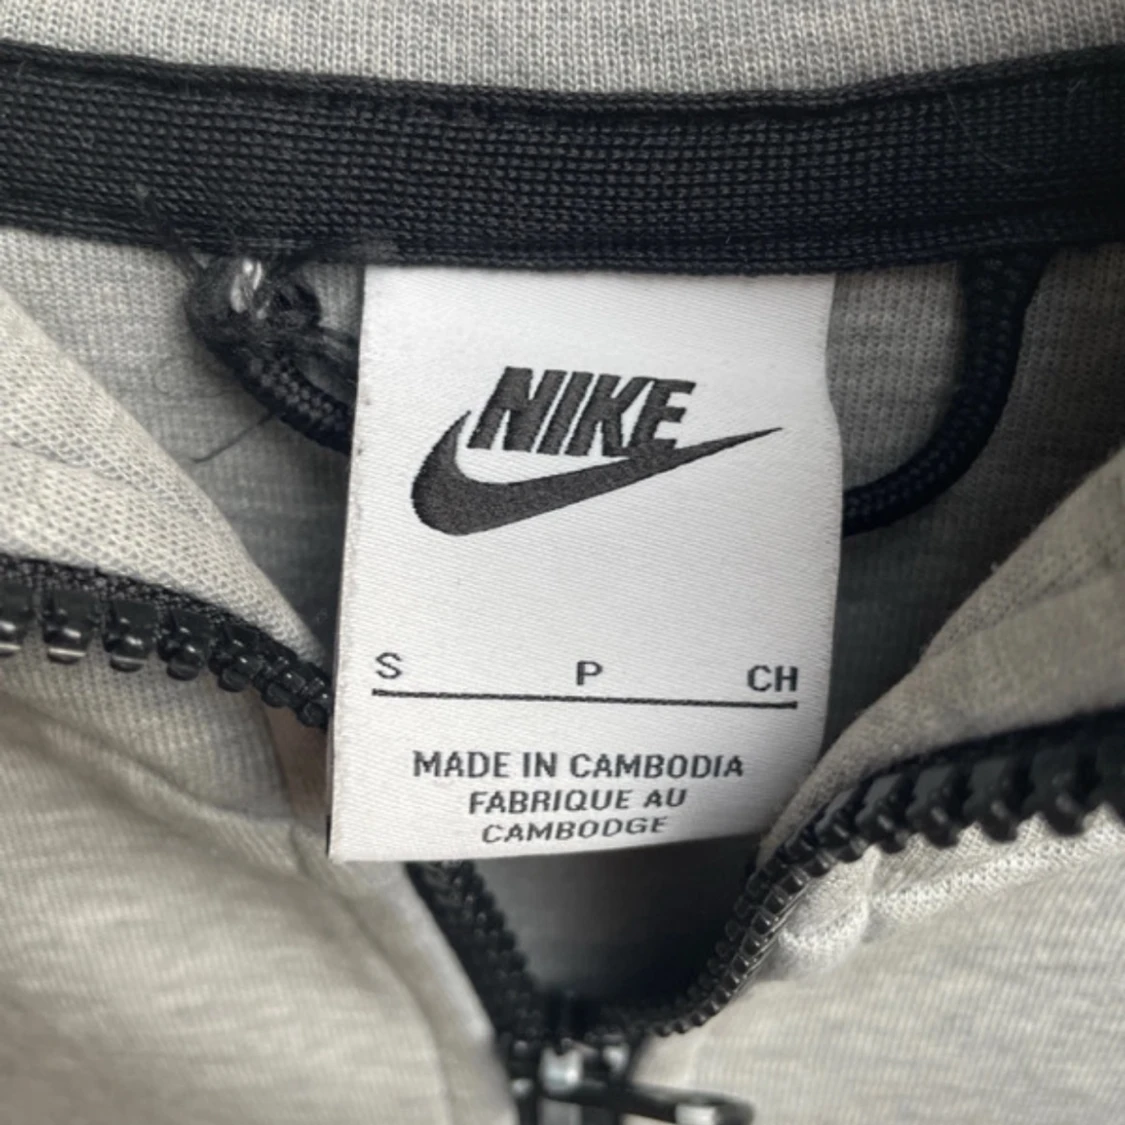 NIKE
S P CH
MADE IN CAMBODIA
FABRIQUE AU
CAMBODGE